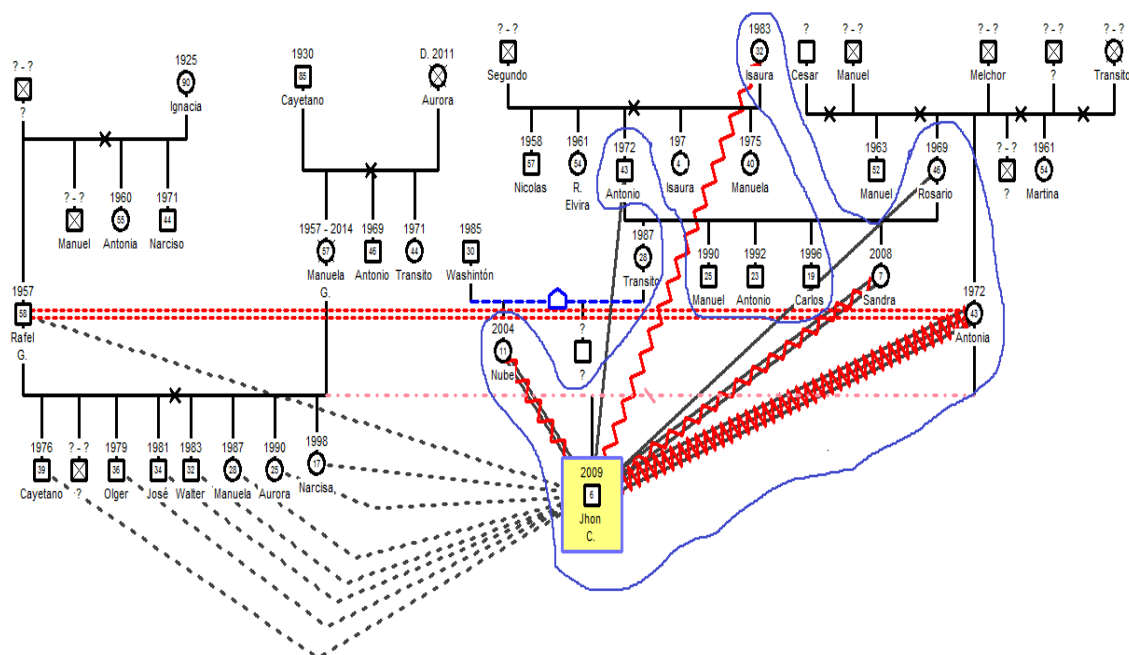 1983
? - ?
32
? - ?
?
? - ?
? - ?
? - ?
D. 2011
1925
1930
Segundo
Isaura
Cesar
Manuel
Melchor
?
Transito
? - ?
90
85
Ignacia
Cayetano
Aurora
?
1958
1961
1972
197
1975
1963
1969
? - ?
1961
57
54
43
4
40
52
46
54
Nicolas
R.
Elvira
Antonio
Isaura
Manuela
Manuel
Rosario
?
Martina
? - ?
1960
1971
55
44
Manuel
Antonia
Narciso
1957 - 2014
1969
1971
1985
1987
1990
1992
1996
2008
57
46
44
30
28
25
23
19
7
Manuela
G.
Antonio
Transito
Washintón
Transito
Manuel
Antonio
Carlos
Sandra
1957
58
Rafel
G.
2004
11
Nube
?
?
1972
43
Antonia
1976
? - ?
1979
1981
1983
1987
1990
1998
39
36
34
32
28
25
17
Cayetano
?
Olger
José
Walter
Manuela
Aurora
Narcisa
2009
6
Jhon
C.